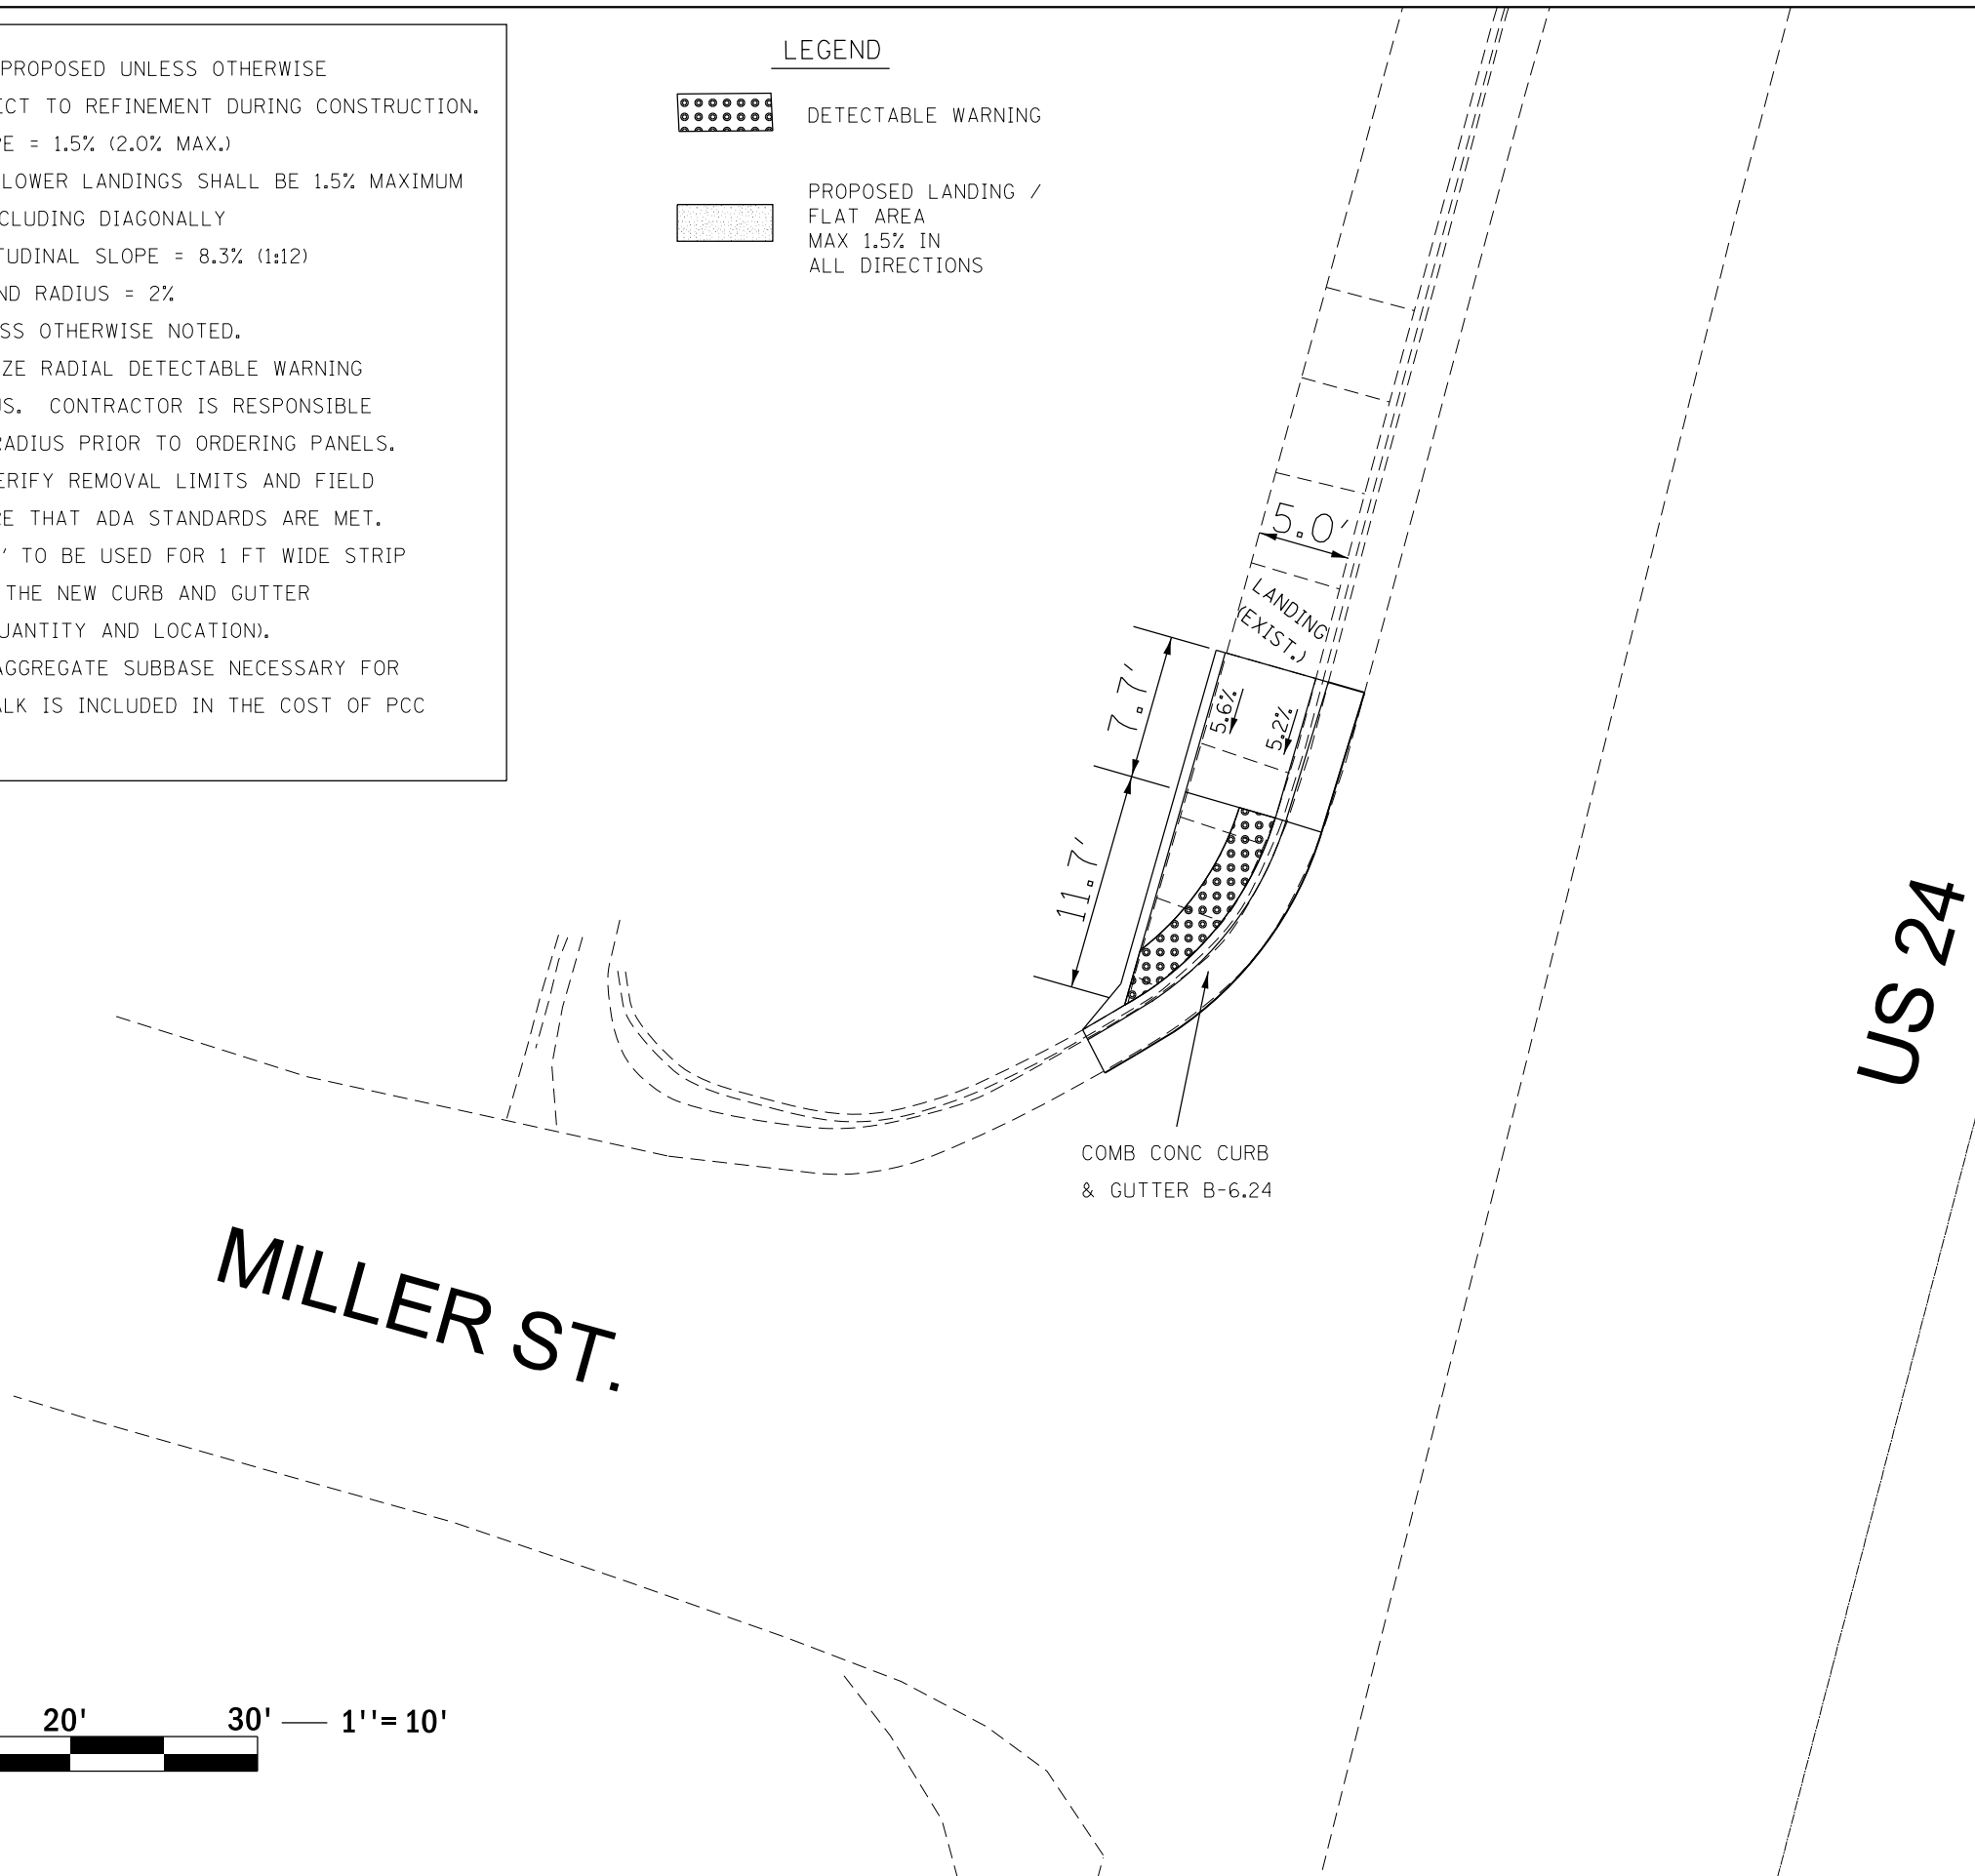 PROPOSED UNLESS OTHERWISE
ECT TO REFINEMENT DURING CONSTRUCTION.
PE = 1.5% (2.0% MAX.)
LOWER LANDINGS SHALL BE 1.5% MAXIMUM
CLUDING DIAGONALLY
TUDINAL SLOPE = 8.3% (1:12)
ND RADIUS = 2%
SS OTHERWISE NOTED.
ZE RADIAL DETECTABLE WARNING
US. CONTRACTOR IS RESPONSIBLE
RADIUS PRIOR TO ORDERING PANELS.
ERIFY REMOVAL LIMITS AND FIELD
RE THAT ADA STANDARDS ARE MET.
' TO BE USED FOR 1 FT WIDE STRIP
THE NEW CURB AND GUTTER
UANTITY AND LOCATION).
AGGREGATE SUBBASE NECESSARY FOR
ALK IS INCLUDED IN THE COST OF PCC
LEGEND
DETECTABLE WARNING
PROPOSED LANDING /
FLAT AREA
MAX 1.5% IN
ALL DIRECTIONS
5.0'
LANDING
(EXIST.)
7.7'
5.6%
5.2%
11.7'
US 24
COMB CONC CURB
& GUTTER B-6.24
MILLER ST.
20' 30' 1''= 10'